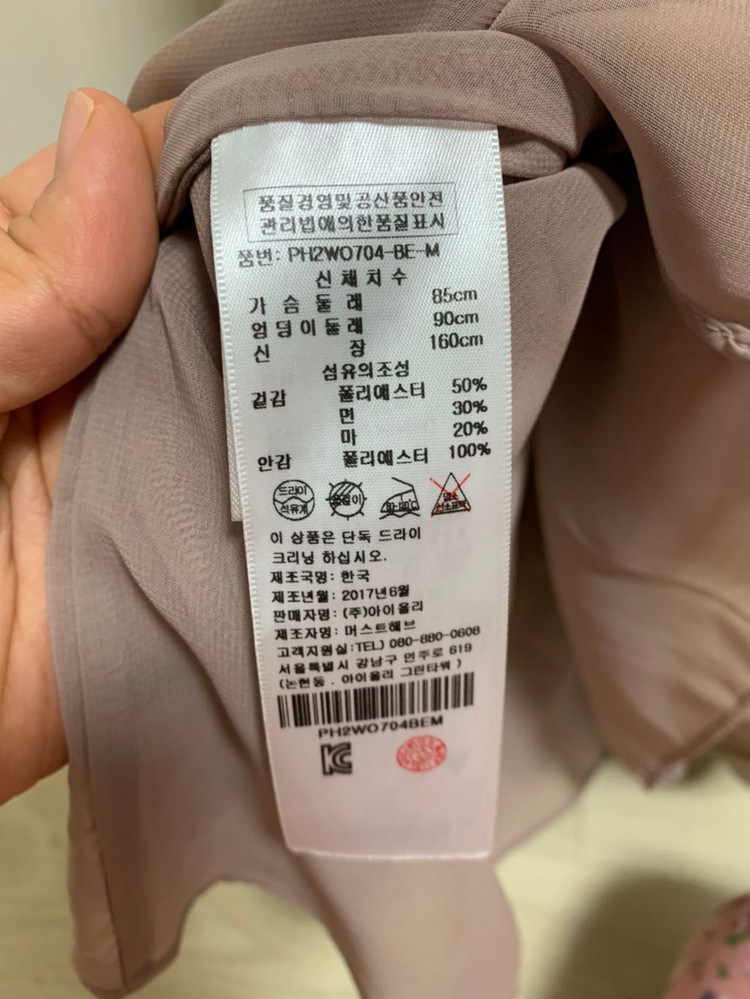 품질경영및공산품안전
관리법에의한품질표시
품번: PH2WO704-BE-M
신체치수
가슴둘레 85cm
엉덩이둘레 90cm
신장 160cm
섬유의조성
겉감 폴리에스터 50%
면 30%
마 20%
안감 폴리에스터 100%
드라이
석유계
이 상품은 단독 드라이
크리닝 하십시오.
제조국명: 한국
제조년월: 2017년6월
판매자명: (주)아이올리
제조자명: 머스트해브
고객지원실:TEL) 080-880-0608
서울특별시 강남구 언주로 619
(논현동. 아이올리 그린타워)
PH2WO704BEM